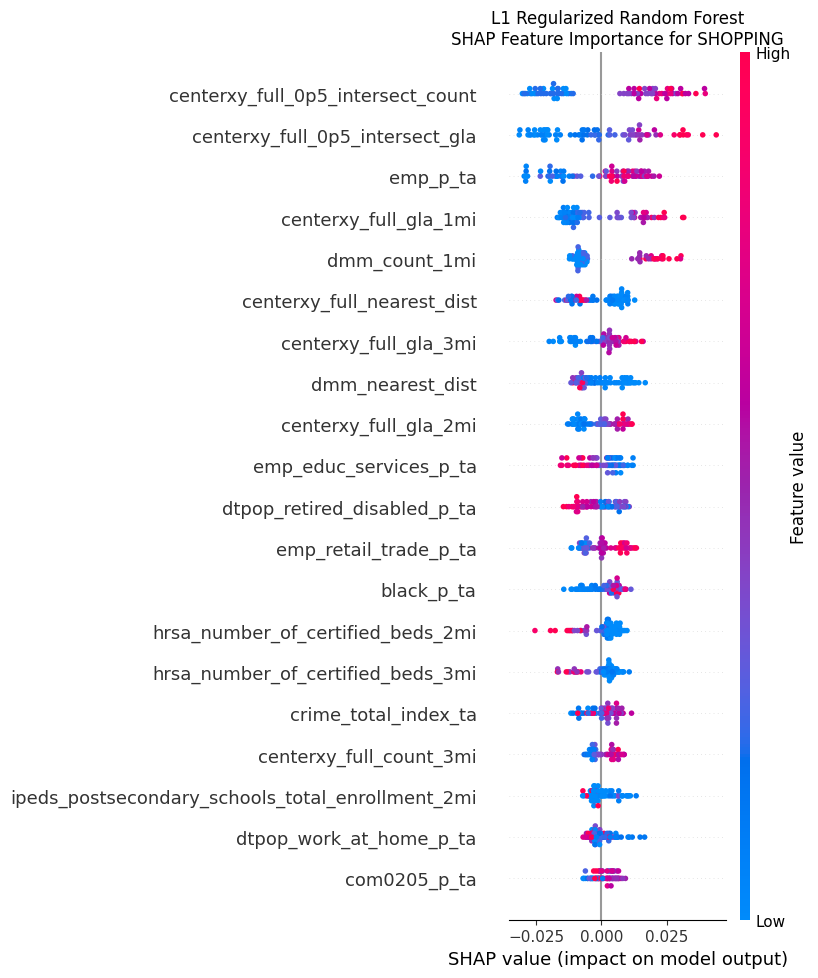 L1 Regularized Random Forest
SHAP Feature Importance for SHOPPING
High
centerxy_full_0p5_intersect_count
centerxy_full_0p5_intersect_gla
emp_p_ta
centerxy_full_gla_1mi
dmm_count_1mi
centerxy_full_nearest_dist
centerxy_full_gla_3mi
dmm_nearest_dist
centerxy_full_gla_2mi
emp_educ_services_p_ta
dtpop_retired_disabled_p_ta
emp_retail_trade_p_ta
black_p_ta
hrsa_number_of_certified_beds_2mi
hrsa_number_of_certified_beds_3mi
crime_total_index_ta
centerxy_full_count_3mi
ipeds_postsecondary_schools_total_enrollment_2mi
dtpop_work_at_home_p_ta
com0205_p_ta
Feature value
Low
−0.025 0.000 0.025
SHAP value (impact on model output)